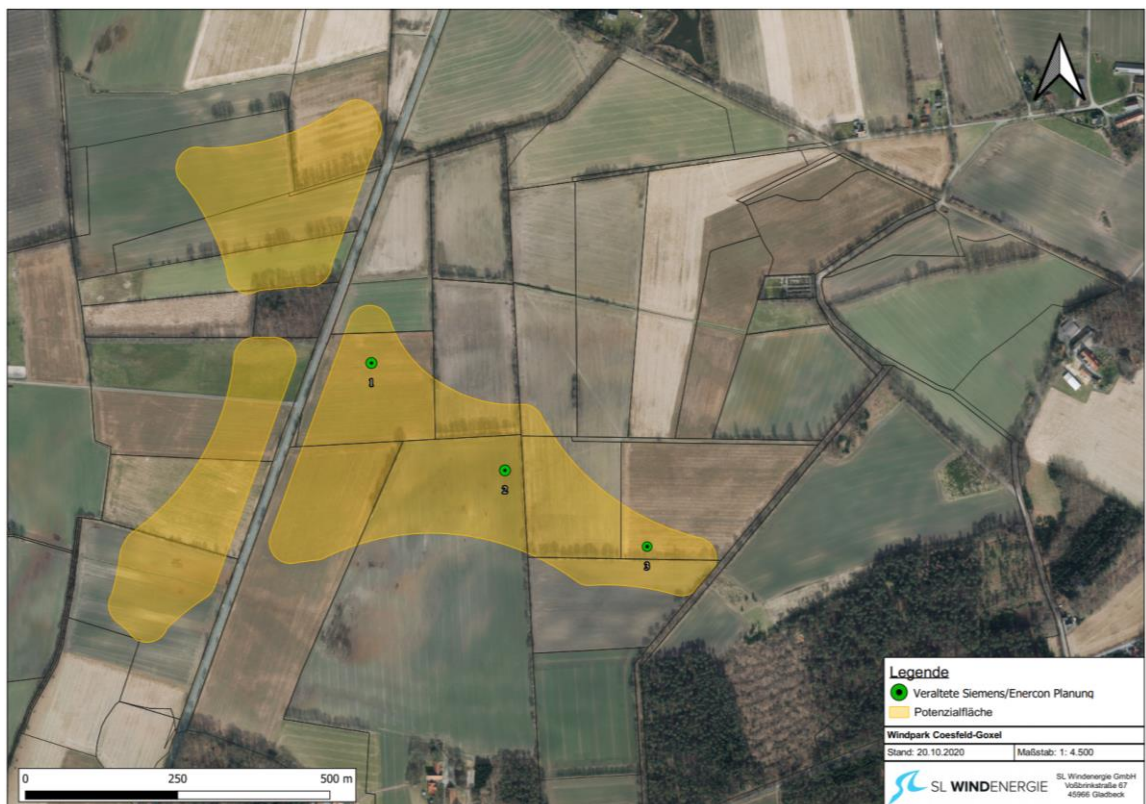 1
2
3
Legende
Veraltete Siemens/Enercon Planung
Potenzialfläche
Windpark Coesfeld-Goxel
Stand: 20.10.2020 Maßstab: 1: 4.500
SL WINDENERGIE
SL Windenergie GmbH
Voßbrinkstraße 67
45966 Gladbeck
0 250 500 m